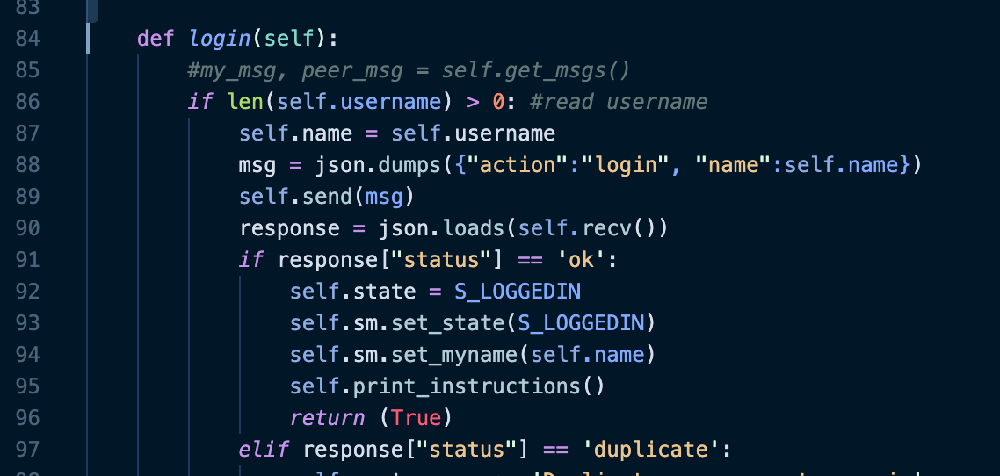 83
84 def login(self):
85 #my_msg, peer_msg = self.get_msgs()
86 if len(self.username) > 0: #read username
87 self.name = self.username
88 msg = json.dumps({"action":"login", "name":self.name})
89 self.send(msg)
90 response = json.loads(self.recv())
91 if response["status"] == 'ok':
92 self.state = S_LOGGEDIN
93 self.sm.set_state(S_LOGGEDIN)
94 self.sm.set_myname(self.name)
95 self.print_instructions()
96 return (True)
97 elif response["status"] == 'duplicate':